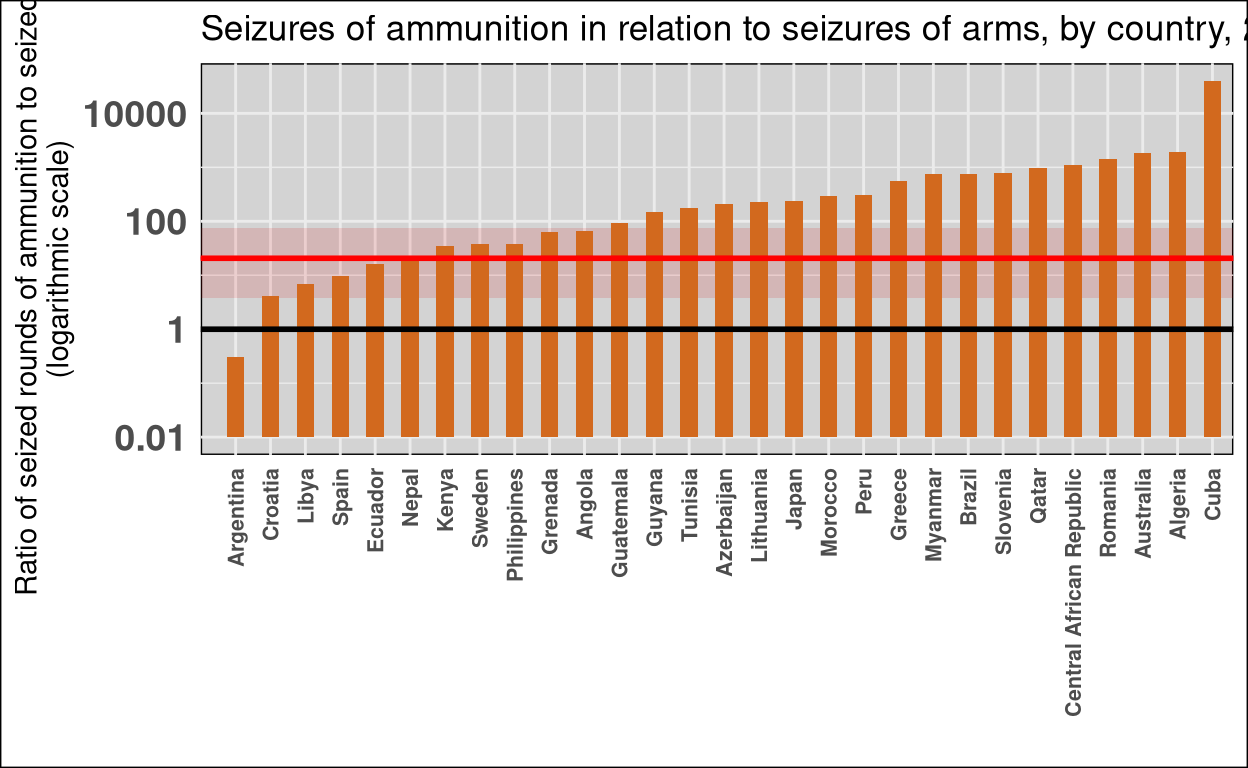 Seizures of ammunition in relation to seizures of arms, by country,
Ratio of seized rounds of ammunition to seized
(logarithmic scale)
10000
100
1
0.01
Argentina
Croatia
Libya
Spain
Ecuador
Nepal
Kenya
Sweden
Philippines
Grenada
Angola
Guatemala
Guyana
Tunisia
Azerbaijan
Lithuania
Japan
Morocco
Peru
Greece
Myanmar
Brazil
Slovenia
Qatar
Central African Republic
Romania
Australia
Algeria
Cuba